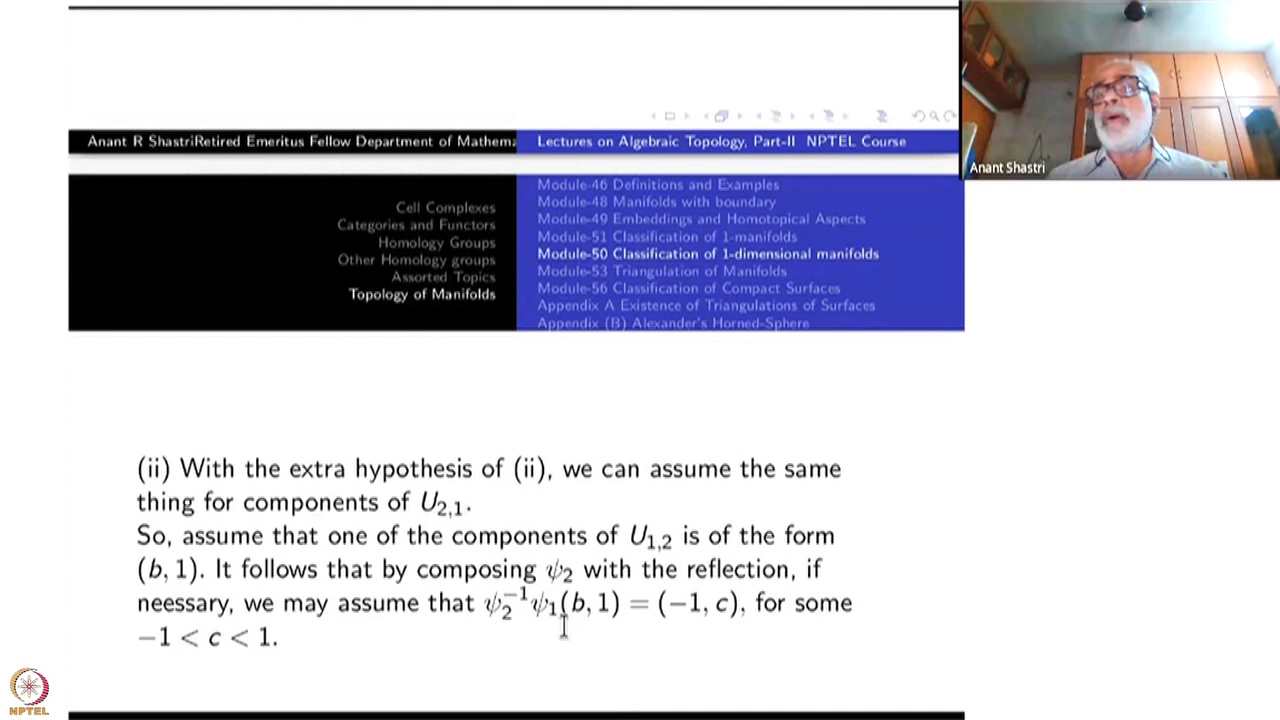 Anant R ShastriRetired Emeritus Fellow Department of Mathema
Lectures on Algebraic Topology, Part-II NPTEL Course
Anant Shastri
Cell Complexes
Categories and Functors
Homology Groups
Other Homology groups
Assorted Topics
Topology of Manifolds
Module-46 Definitions and Examples
Module-48 Manifolds with boundary
Module-49 Embeddings and Homotopical Aspects
Module-51 Classification of 1-manifolds
Module-50 Classification of 1-dimensional manifolds
Module-53 Triangulation of Manifolds
Module-56 Classification of Compact Surfaces
Appendix A Existence of Triangulations of Surfaces
Appendix (B) Alexander's Horned-Sphere
(ii) With the extra hypothesis of (ii), we can assume the same
thing for components of U₂,₁.
So, assume that one of the components of U₁,₂ is of the form
(b, 1). It follows that by composing ψ₂ with the reflection, if
neessary, we may assume that ψ₂⁻¹ψ₁(b, 1) = (−1, c), for some
−1 < c < 1.
NPTEL